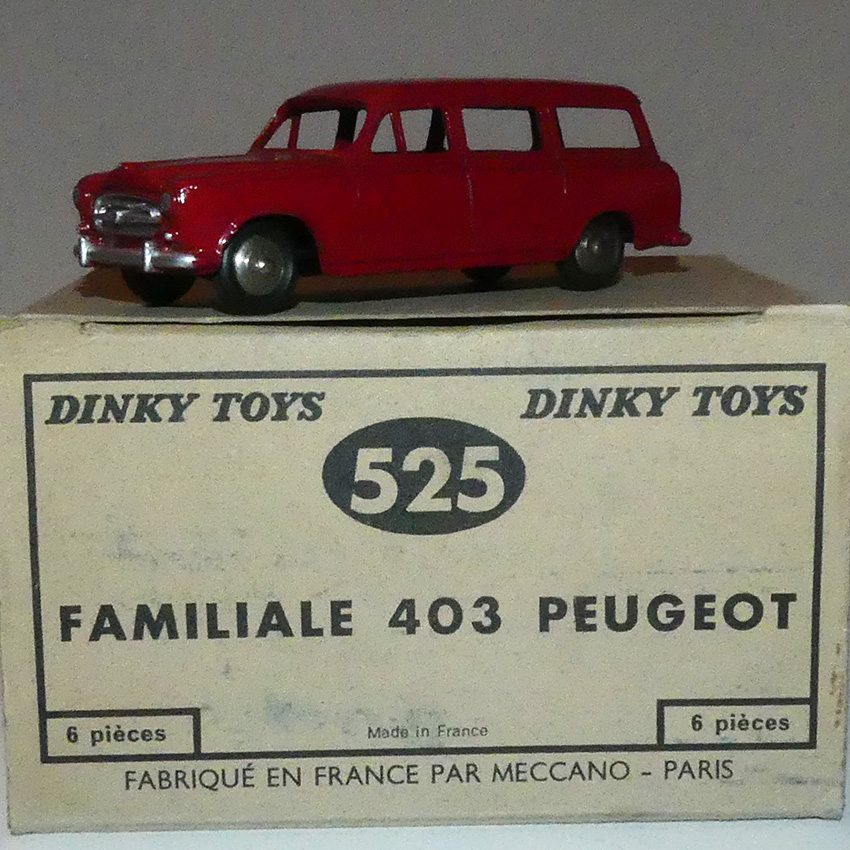 DINKY TOYS
DINKY TOYS
525
FAMILIALE 403 PEUGEOT
6 pièces
Made in France
6 pièces
FABRIQUÉ EN FRANCE PAR MECCANO - PARIS